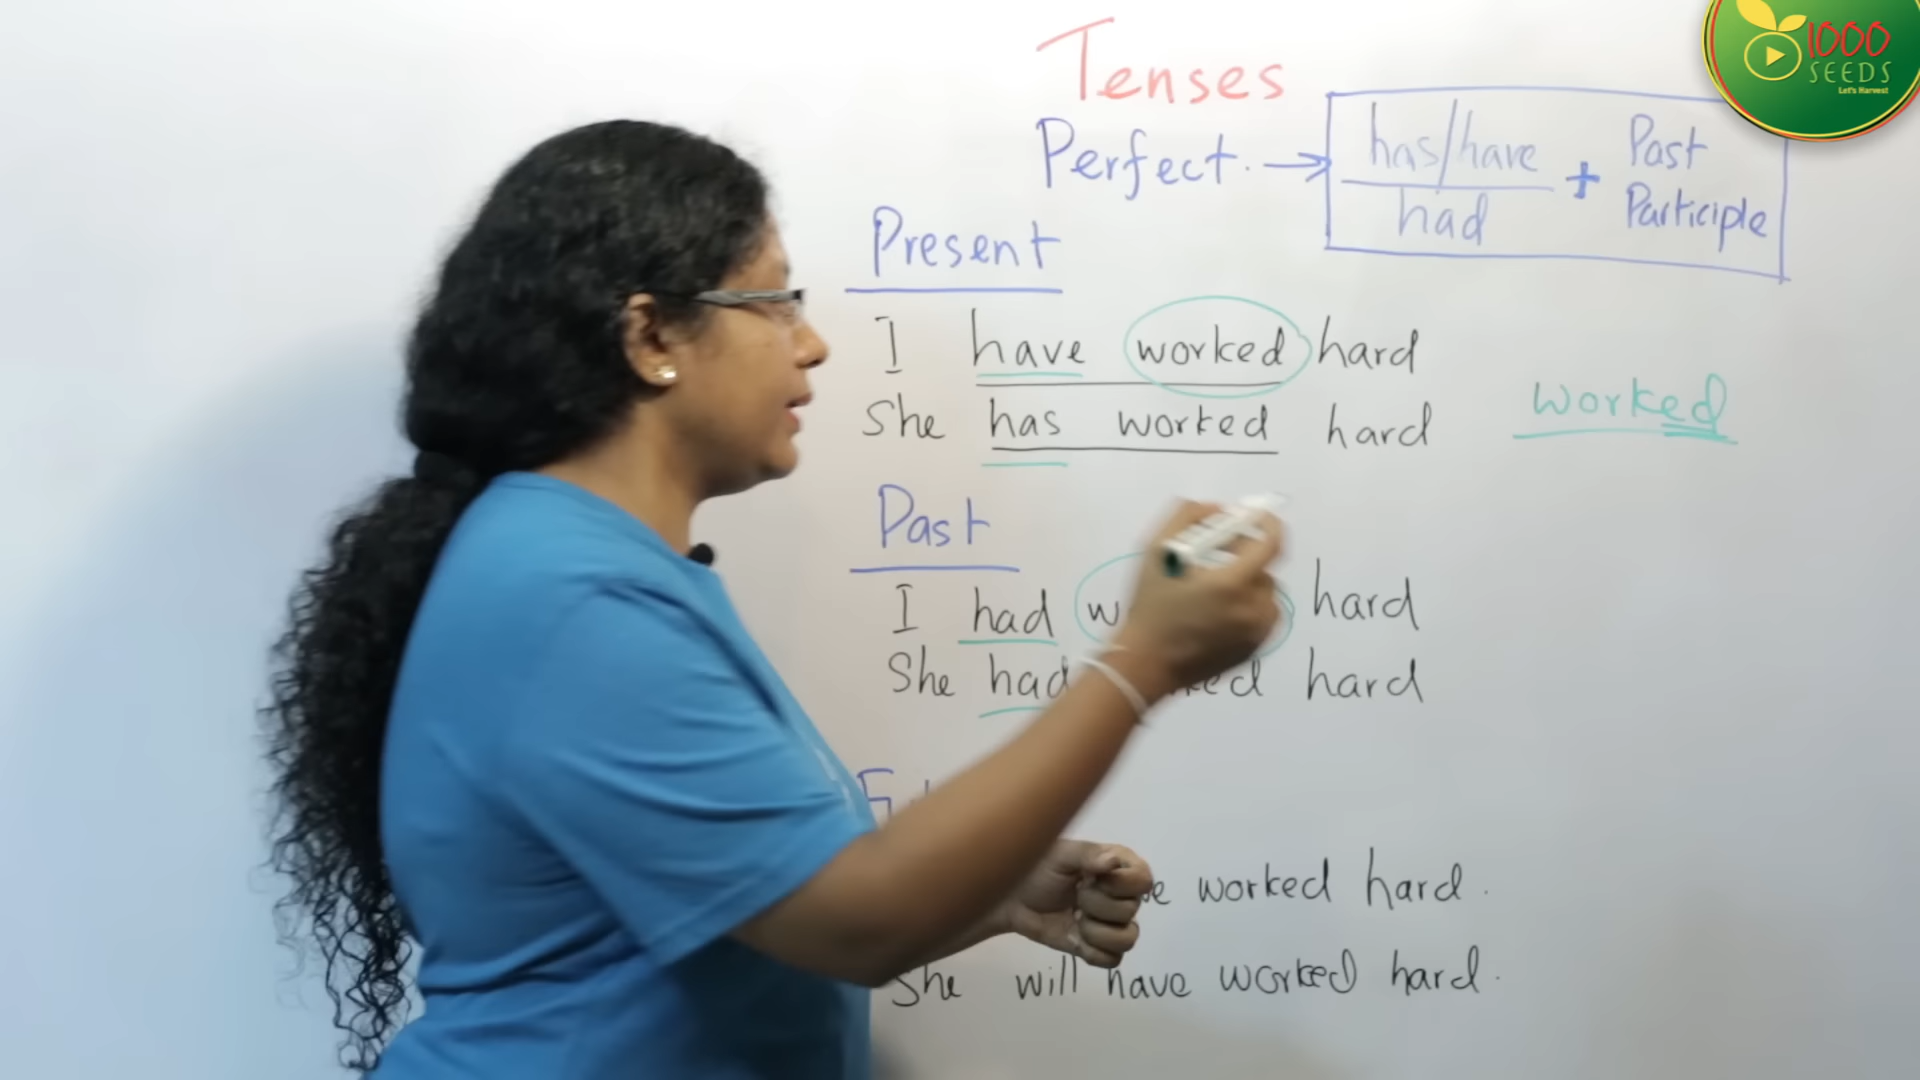 1000
SEEDS
Let's Harvest
Tenses
Perfect. → has/have / had + Past Participle
Present
I have worked hard
She has worked hard
worked
Past
I had hard
She had hard
worked hard.
She will have worked hard.